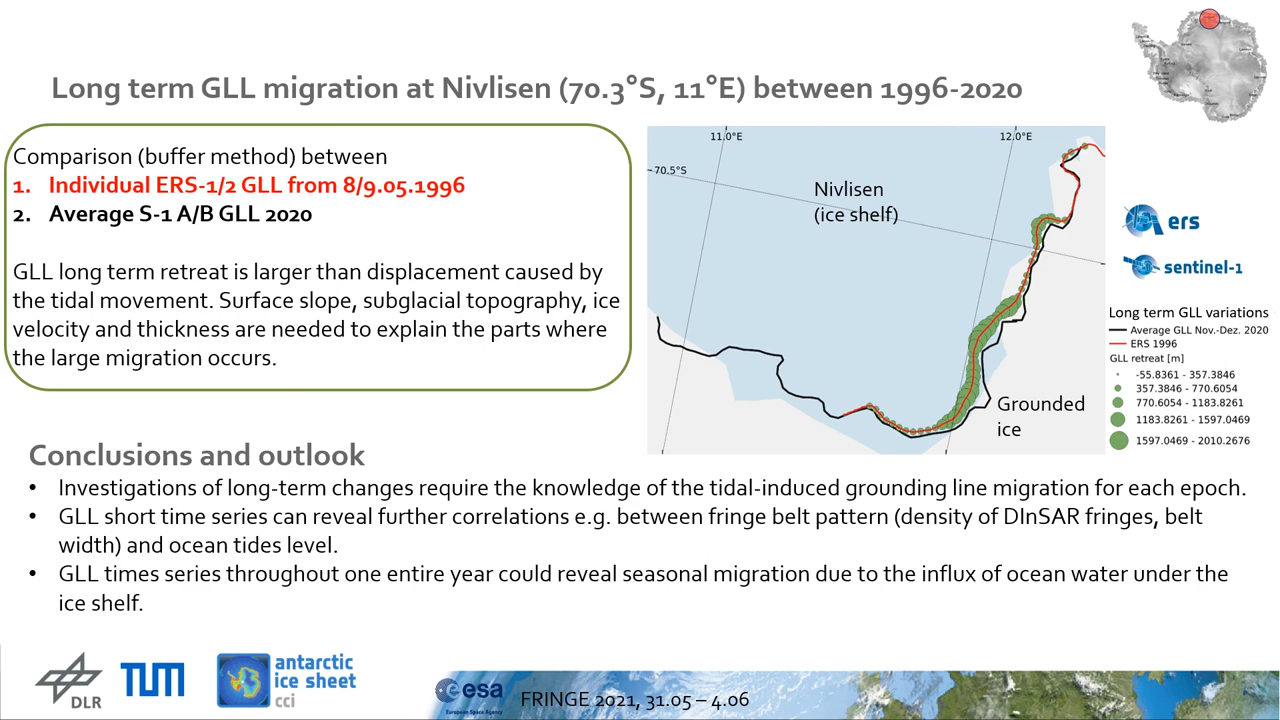 Long term GLL migration at Nivlisen (70.3°S, 11°E) between 1996-2020
Comparison (buffer method) between
1. Individual ERS-1/2 GLL from 8/9.05.1996
2. Average S-1 A/B GLL 2020
GLL long term retreat is larger than displacement caused by
the tidal movement. Surface slope, subglacial topography, ice
velocity and thickness are needed to explain the parts where
the large migration occurs.
11.0°E
12.0°E
70.5°S
Nivlisen
(ice shelf)
Grounded
ice
ers
sentinel-1
Long term GLL variations
Average GLL Nov.-Dez. 2020
ERS 1996
GLL retreat [m]
-55.8361 - 357.3846
357.3846 - 770.6054
770.6054 - 1183.8261
1183.8261 - 1597.0469
1597.0469 - 2010.2676
Conclusions and outlook
• Investigations of long-term changes require the knowledge of the tidal-induced grounding line migration for each epoch.
• GLL short time series can reveal further correlations e.g. between fringe belt pattern (density of DInSAR fringes, belt
width) and ocean tides level.
• GLL times series throughout one entire year could reveal seasonal migration due to the influx of ocean water under the
ice shelf.
DLR
TUM
antarctic
ice sheet
cci
esa
European Space Agency
FRINGE 2021, 31.05 – 4.06